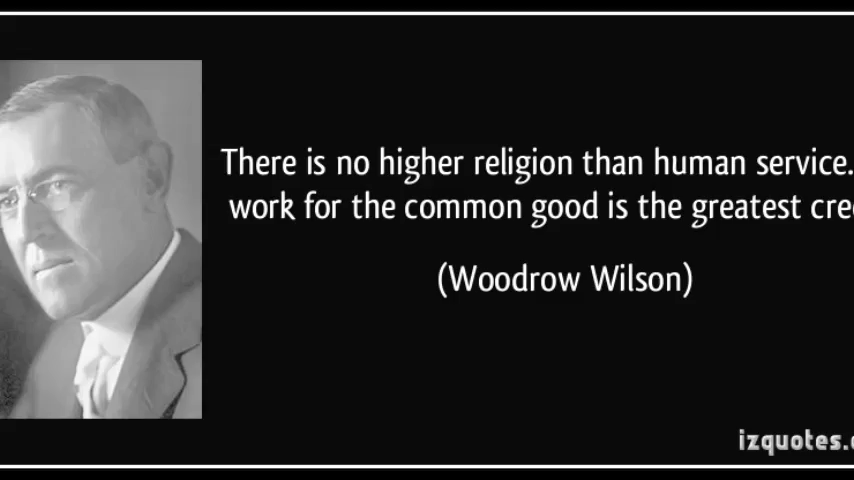 There is no higher religion than human service.
work for the common good is the greatest
(Woodrow Wilson)
izquotes.